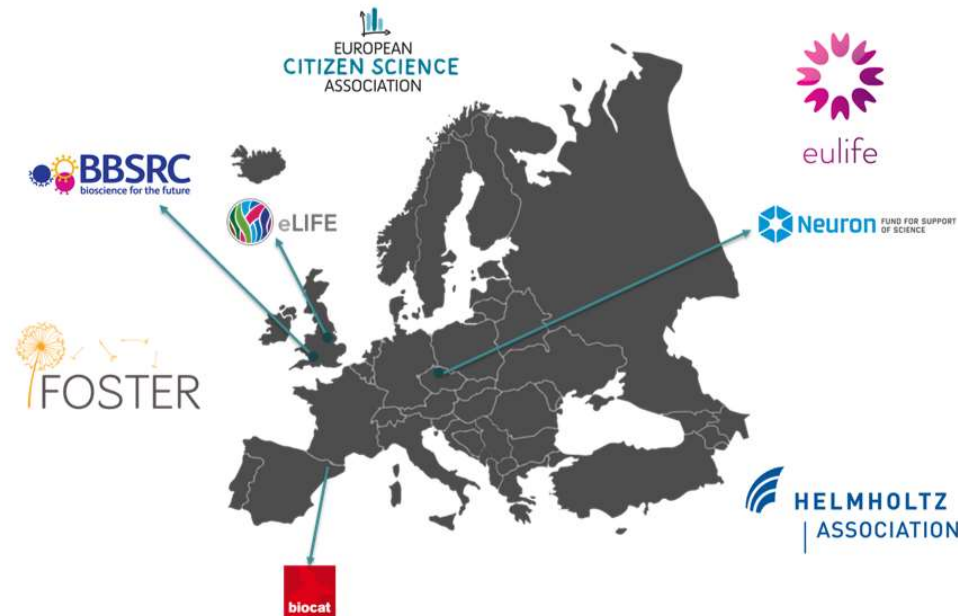 EUROPEAN
CITIZEN SCIENCE
ASSOCIATION
eulife
BBSRC
bioscience for the future
eLIFE
Neuron FUND FOR SUPPORT
OF SCIENCE
FOSTER
HELMHOLTZ
ASSOCIATION
biocat